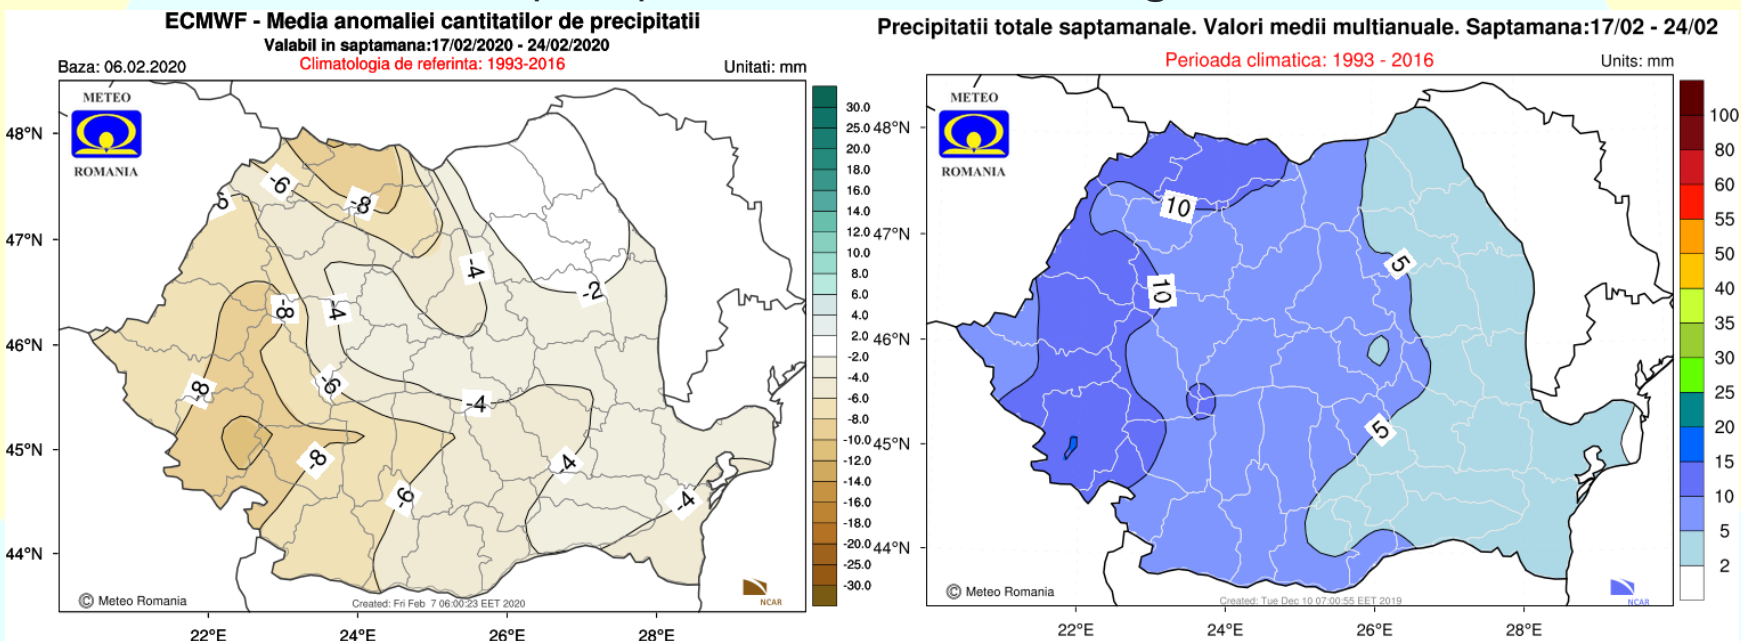 ECMWF - Media anomaliei cantitatilor de precipitatii
Valabil in saptamana:17/02/2020 - 24/02/2020
Baza: 06.02.2020
Climatologia de referinta: 1993-2016
Unitati: mm
METEO
ROMANIA
48°N
47°N
46°N
45°N
44°N
22°E
24°E
26°E
28°E
-6
-8
6
-4
-2
-8
-4
-6
-8
-4
-8
-4
-6
-4
30.0
25.0
20.0
18.0
16.0
14.0
12.0
10.0
8.0
6.0
4.0
2.0
-2.0
-4.0
-6.0
-8.0
-10.0
-12.0
-14.0
-16.0
-18.0
-20.0
-25.0
-30.0
© Meteo Romania
Created: Fri Feb 7 06:00:23 EET 2020
NCAR
Precipitatii totale saptamanale. Valori medii multianuale. Saptamana:17/02 - 24/02
Perioada climatica: 1993 - 2016
Units: mm
METEO
ROMANIA
48°N
47°N
46°N
45°N
44°N
22°E
24°E
26°E
28°E
10
5
10
5
100
80
60
55
50
40
35
30
25
20
15
10
5
2
© Meteo Romania
Created: Tue Dec 10 07:00:55 EET 2019
NCAR